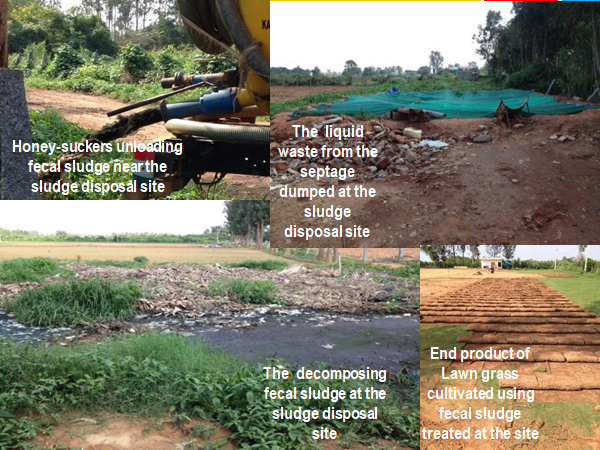 KA
Honey-suckers unloading
fecal sludge near the
sludge disposal site
The liquid
waste from the
septage
dumped at the
sludge
disposal site
The decomposing
fecal sludge at the
sludge disposal
site
End product of
Lawn grass
cultivated using
fecal sludge
treated at the site